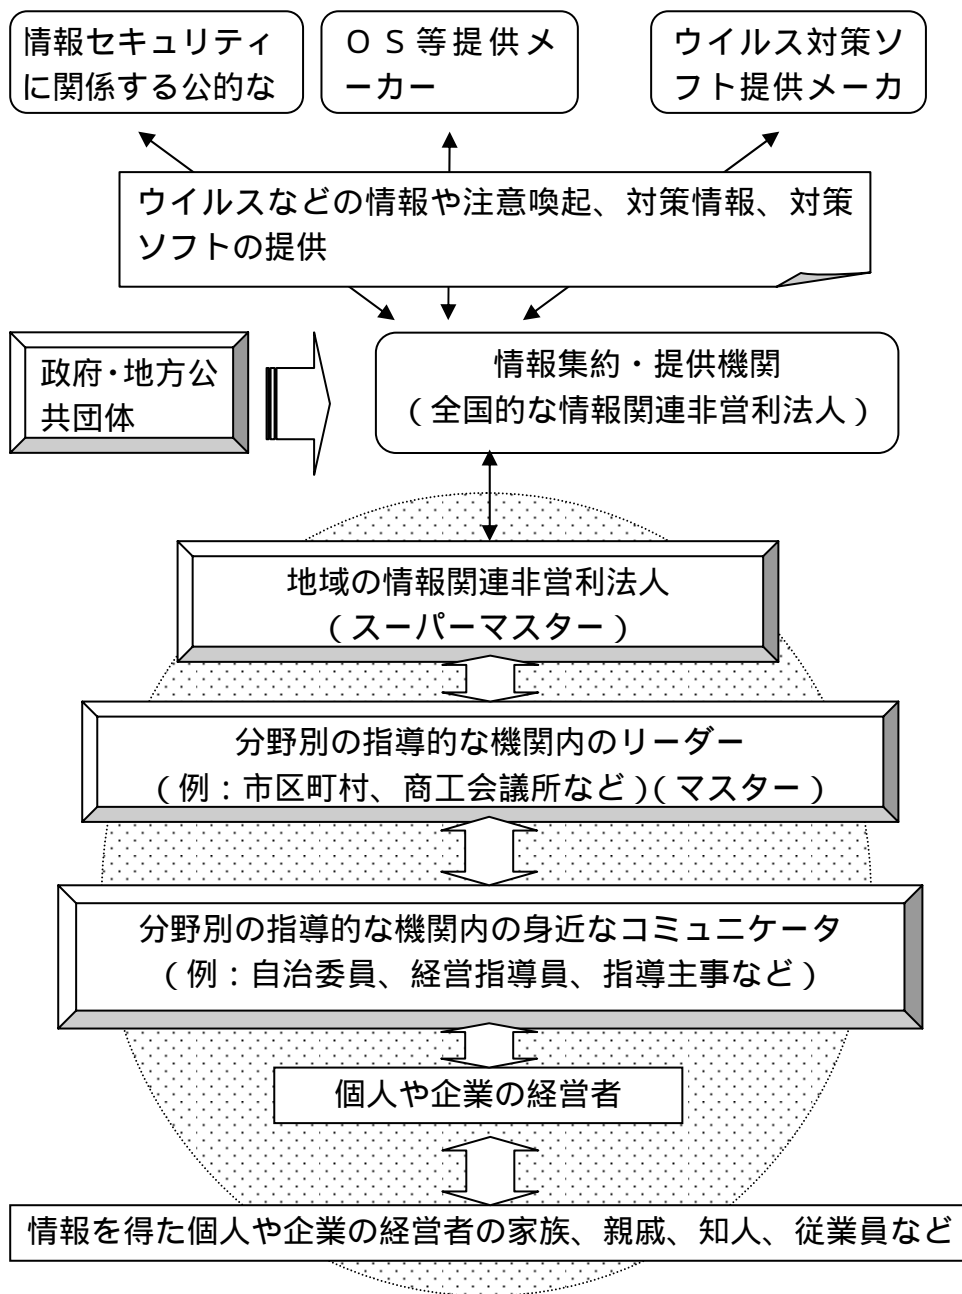 情報セキュリティ
に関係する公的な
ＯＳ等提供メ
ーカー
ウイルス対策ソ
フト提供メーカ
ウイルスなどの情報や注意喚起、対策情報、対策
ソフトの提供
政府・地方公
共団体
情報集約・提供機関
（全国的な情報関連非営利法人）
地域の情報関連非営利法人
（スーパーマスター）
分野別の指導的な機関内のリーダー
（例：市区町村、商工会議所など）（マスター）
分野別の指導的な機関内の身近なコミュニケータ
（例：自治委員、経営指導員、指導主事など）
個人や企業の経営者
情報を得た個人や企業の経営者の家族、親戚、知人、従業員など